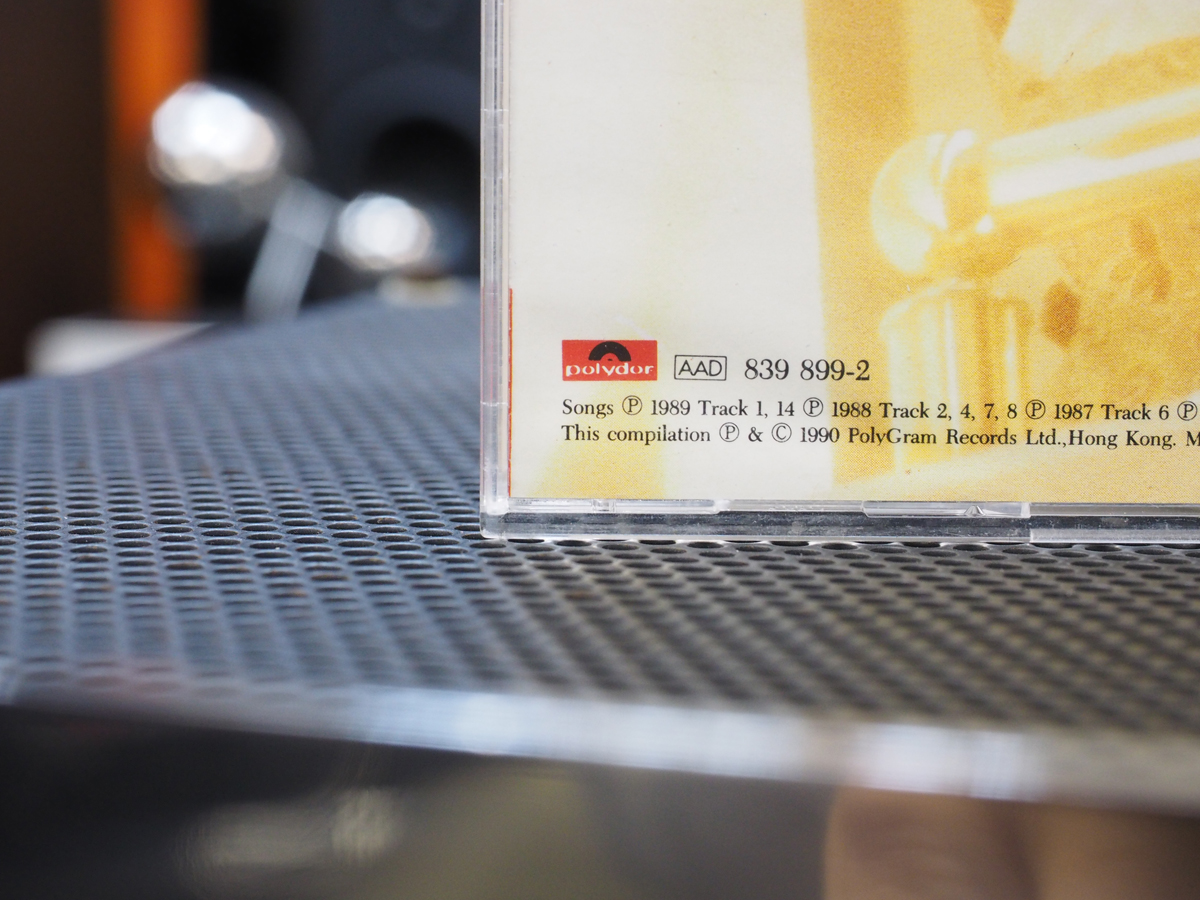 polydor AAD 839 899-2
Songs ℗ 1989 Track 1, 14 ℗ 1988 Track 2, 4, 7, 8 ℗ 1987 Track 6 ℗
This compilation ℗ & © 1990 PolyGram Records Ltd.,Hong Kong. M